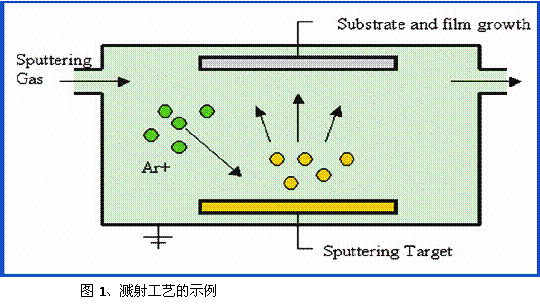 Substrate and film growth
Sputtering
Gas
Ar+
Sputtering Target
图 1、溅射工艺的示例